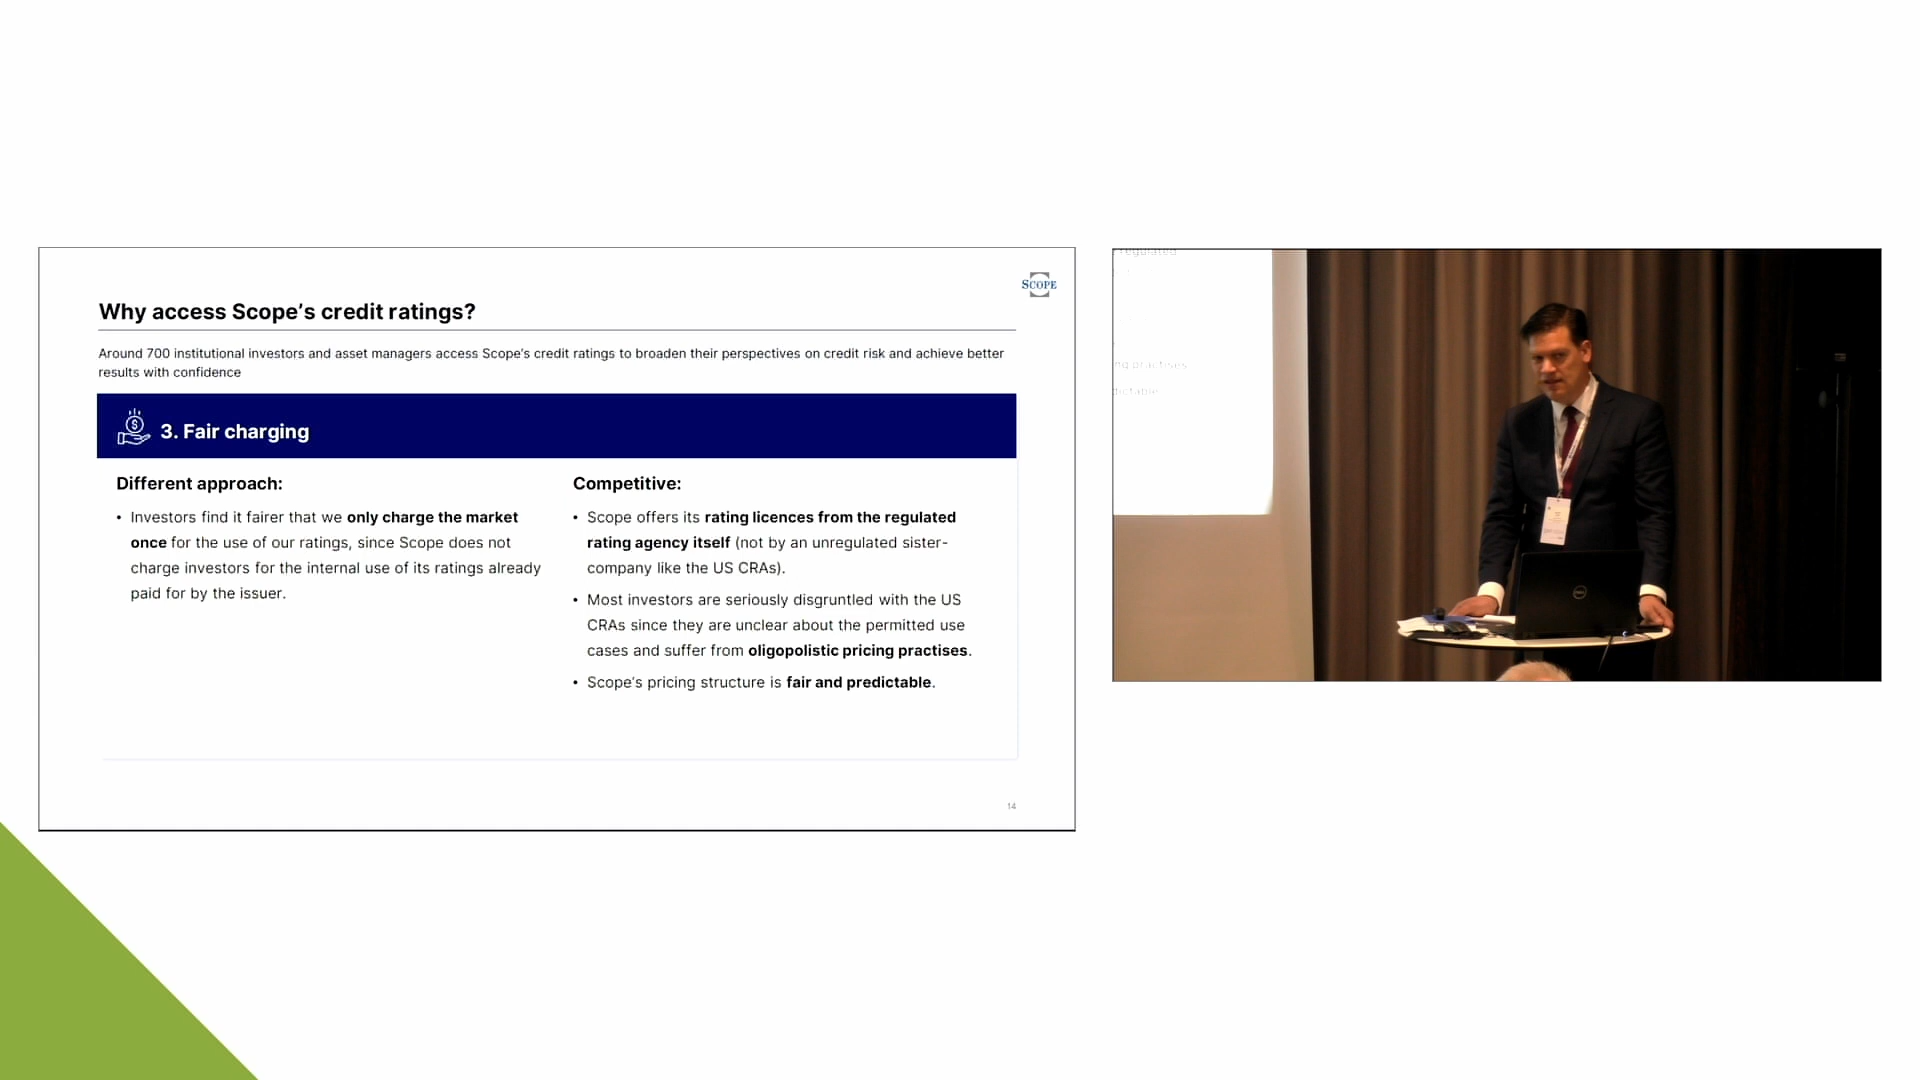 SCOPE
Why access Scope’s credit ratings?
Around 700 institutional investors and asset managers access Scope’s credit ratings to broaden their perspectives on credit risk and achieve better
results with confidence
3. Fair charging
Different approach:
• Investors find it fairer that we only charge the market
once for the use of our ratings, since Scope does not
charge investors for the internal use of its ratings already
paid for by the issuer.
Competitive:
• Scope offers its rating licences from the regulated
rating agency itself (not by an unregulated sister-
company like the US CRAs).
• Most investors are seriously disgruntled with the US
CRAs since they are unclear about the permitted use
cases and suffer from oligopolistic pricing practises.
• Scope’s pricing structure is fair and predictable.
14
regulated
ng practises
dictable
DELL